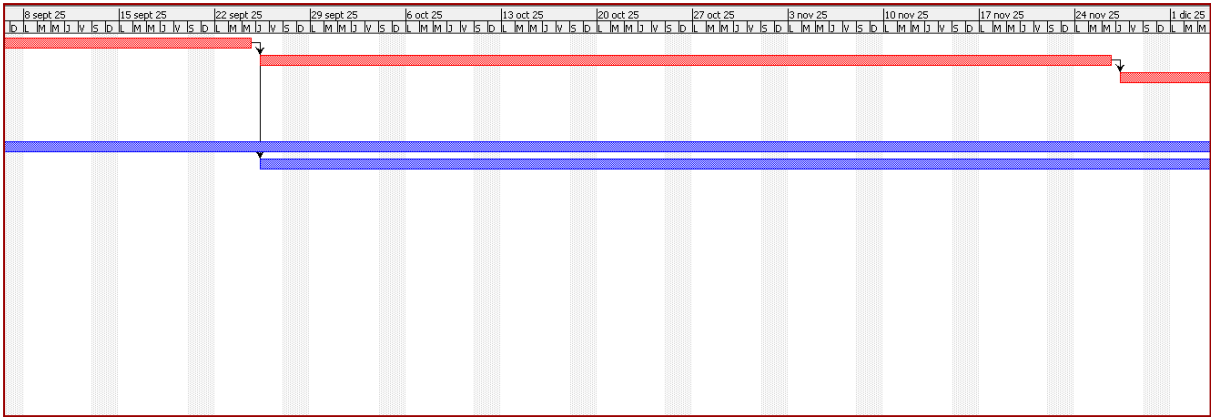 8 sept 25 15 sept 25 22 sept 25 29 sept 25 6 oct 25 13 oct 25 20 oct 25 27 oct 25 3 nov 25 10 nov 25 17 nov 25 24 nov 25 1 dic 25
D L M M J V S D L M M J V S D L M M J V S D L M M J V S D L M M J V S D L M M J V S D L M M J V S D L M M J V S D L M M J V S D L M M J V S D L M M J V S D L M M J V S D L M M